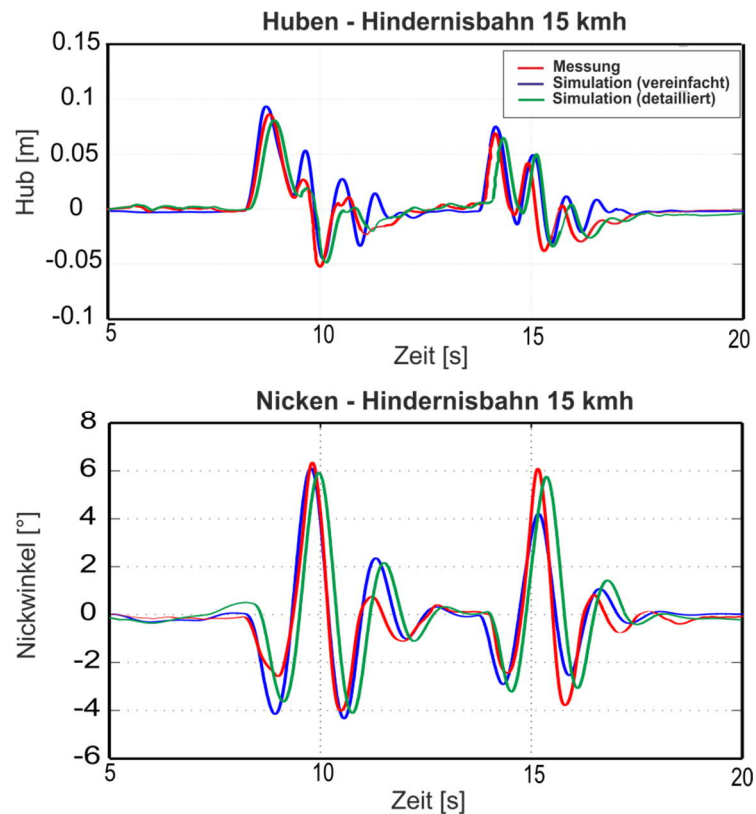 Huben - Hindernisbahn 15 kmh
0.15
0.1
0.05
0
-0.05
-0.1
Hub [m]
Messung
Simulation (vereinfacht)
Simulation (detailliert)
5
10
15
20
Zeit [s]
Nicken - Hindernisbahn 15 kmh
8
6
4
2
0
-2
-4
-6
Nickwinkel [°]
5
10
15
20
Zeit [s]